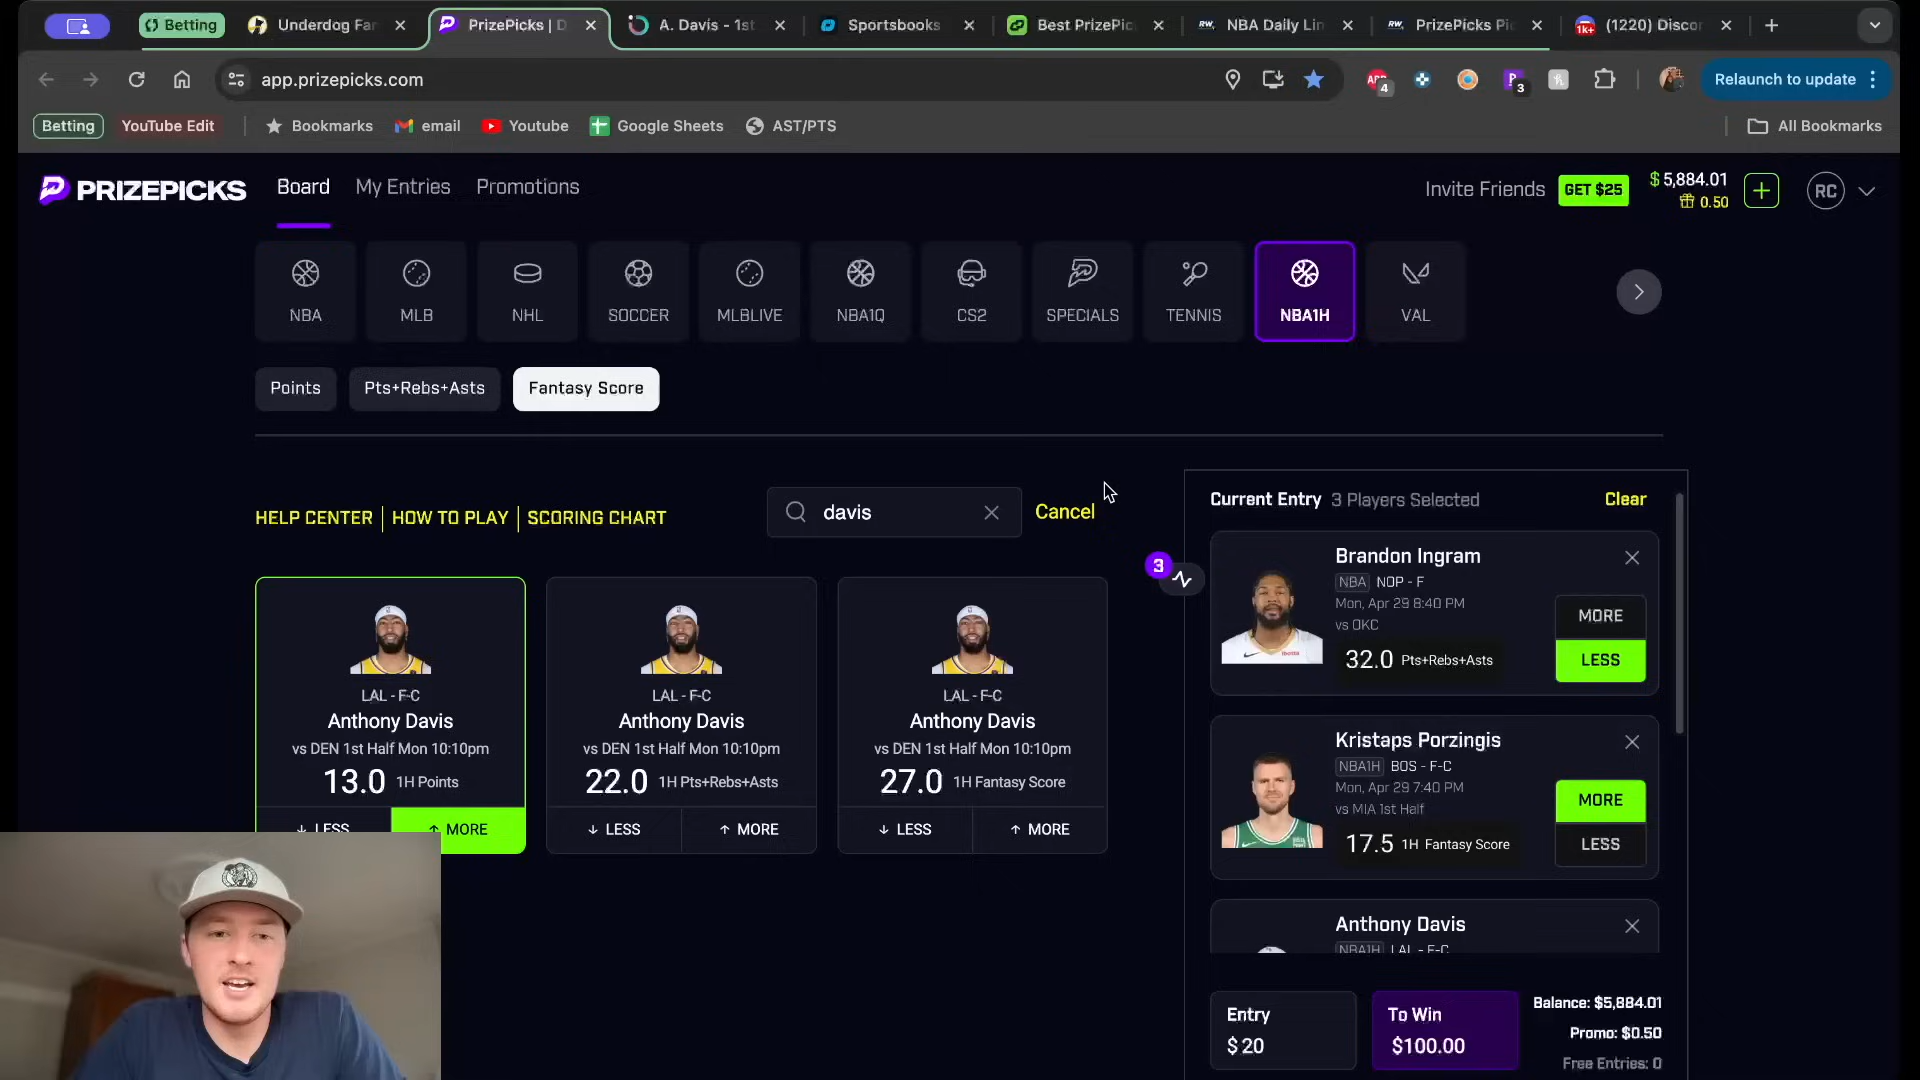 Betting
Underdog Fa
PrizePicks | D
A. Davis - 1st
Sportsbooks
Best PrizePic
NBA Daily Lin
PrizePicks Pi
(1220) Discor
app.prizepicks.com
4
3
Relaunch to update
Betting
YouTube Edit
Bookmarks
email
Youtube
Google Sheets
AST/PTS
All Bookmarks
PRIZEPICKS
Board
My Entries
Promotions
Invite Friends
GET $25
$ 5,884.01
0.50
RC
NBA
MLB
NHL
SOCCER
MLBLIVE
NBA1Q
CS2
SPECIALS
TENNIS
NBA1H
VAL
Points
Pts+Rebs+Asts
Fantasy Score
HELP CENTER
HOW TO PLAY
SCORING CHART
davis
Cancel
LAL - F-C
Anthony Davis
vs DEN 1st Half Mon 10:10pm
13.0 1H Points
LESS
MORE
LAL - F-C
Anthony Davis
vs DEN 1st Half Mon 10:10pm
22.0 1H Pts+Rebs+Asts
LESS
MORE
LAL - F-C
Anthony Davis
vs DEN 1st Half Mon 10:10pm
27.0 1H Fantasy Score
LESS
MORE
3
Current Entry 3 Players Selected
Clear
Brandon Ingram
NBA NOP - F
Mon, Apr 29 8:40 PM
vs OKC
32.0 Pts+Rebs+Asts
MORE
LESS
Kristaps Porzingis
NBA1H BOS - F-C
Mon, Apr 29 7:40 PM
vs MIA 1st Half
17.5 1H Fantasy Score
MORE
LESS
Anthony Davis
NBA1H LAL - F-C
Entry
$ 20
To Win
$100.00
Balance: $5,884.01
Promo: $0.50
Free Entries: 0